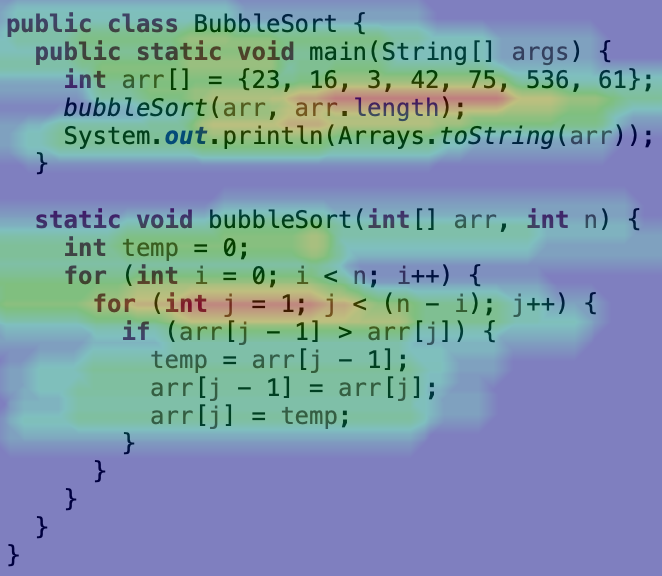 public class BubbleSort {
  public static void main(String[] args) {
    int arr[] = {23, 16, 3, 42, 75, 536, 61};
    bubbleSort(arr, arr.length);
    System.out.println(Arrays.toString(arr));
  }

  static void bubbleSort(int[] arr, int n) {
    int temp = 0;
    for (int i = 0; i < n; i++) {
      for (int j = 1; j < (n - i); j++) {
        if (arr[j - 1] > arr[j]) {
          temp = arr[j - 1];
          arr[j - 1] = arr[j];
          arr[j] = temp;
        }
      }
    }
  }
}